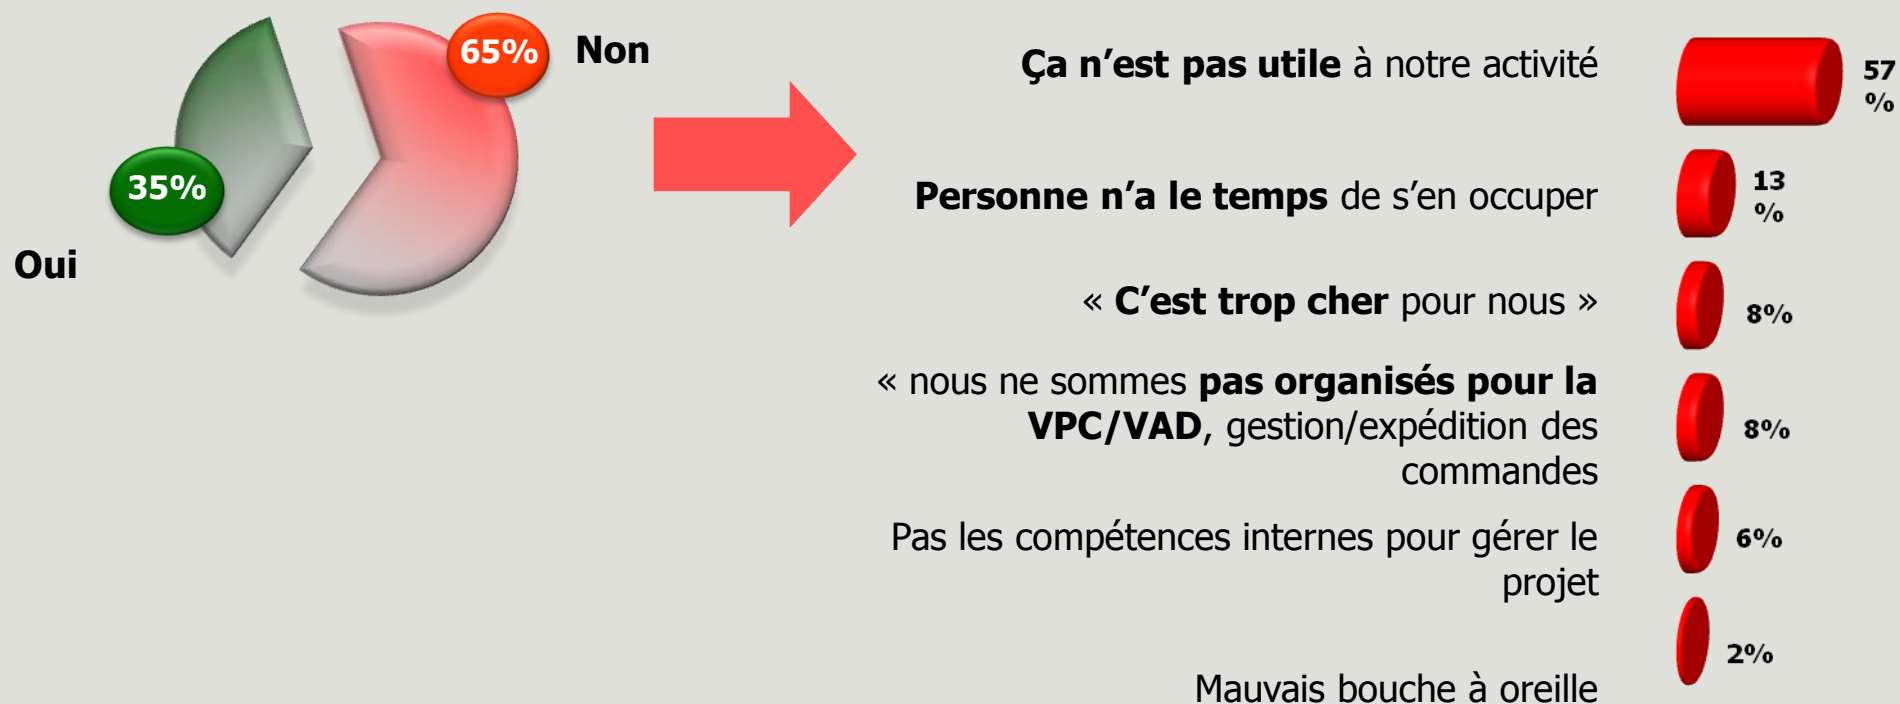 65%
Non
35%
Oui
Ça n’est pas utile à notre activité
57
%
Personne n’a le temps de s’en occuper
13
%
« C’est trop cher pour nous »
8%
« nous ne sommes pas organisés pour la
VPC/VAD, gestion/expédition des
commandes
8%
Pas les compétences internes pour gérer le
projet
6%
Mauvais bouche à oreille
2%